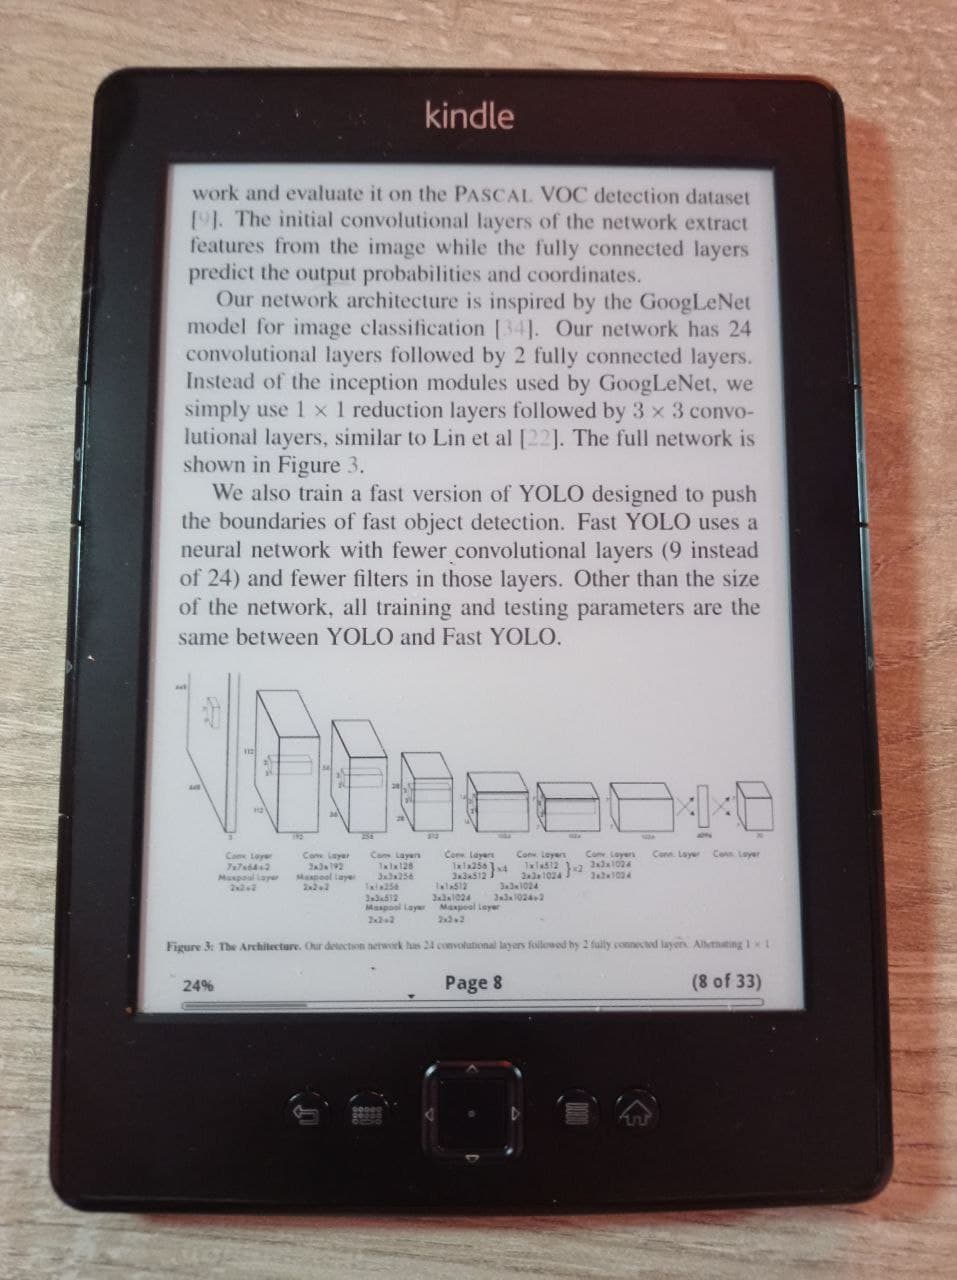 kindle
work and evaluate it on the PASCAL VOC detection dataset
[9]. The initial convolutional layers of the network extract
features from the image while the fully connected layers
predict the output probabilities and coordinates.
Our network architecture is inspired by the GoogLeNet
model for image classification [34]. Our network has 24
convolutional layers followed by 2 fully connected layers.
Instead of the inception modules used by GoogLeNet, we
simply use 1 × 1 reduction layers followed by 3 × 3 convo-
lutional layers, similar to Lin et al [22]. The full network is
shown in Figure 3.
We also train a fast version of YOLO designed to push
the boundaries of fast object detection. Fast YOLO uses a
neural network with fewer convolutional layers (9 instead
of 24) and fewer filters in those layers. Other than the size
of the network, all training and testing parameters are the
same between YOLO and Fast YOLO.
448
448
3
112
112
192
56
56
256
28
28
512
1024
1024
1024
4096
30
Conv. Layer
7x7x64-s-2
Maxpool Layer
2x2-s-2
Conv. Layer
3x3x192
Maxpool Layer
2x2-s-2
Conv. Layers
1x1x128
3x3x256
1x1x256
3x3x512
Maxpool Layer
2x2-s-2
Conv. Layers
1x1x256 }×4
3x3x512
1x1x512
3x3x1024
Maxpool Layer
2x2-s-2
Conv. Layers
1x1x512 }×2
3x3x1024
3x3x1024
3x3x1024-s-2
Conv. Layers
3x3x1024
3x3x1024
Conn. Layer
Conn. Layer
Figure 3: The Architecture. Our detection network has 24 convolutional layers followed by 2 fully connected layers. Alternating 1 × 1
24% Page 8 (8 of 33)